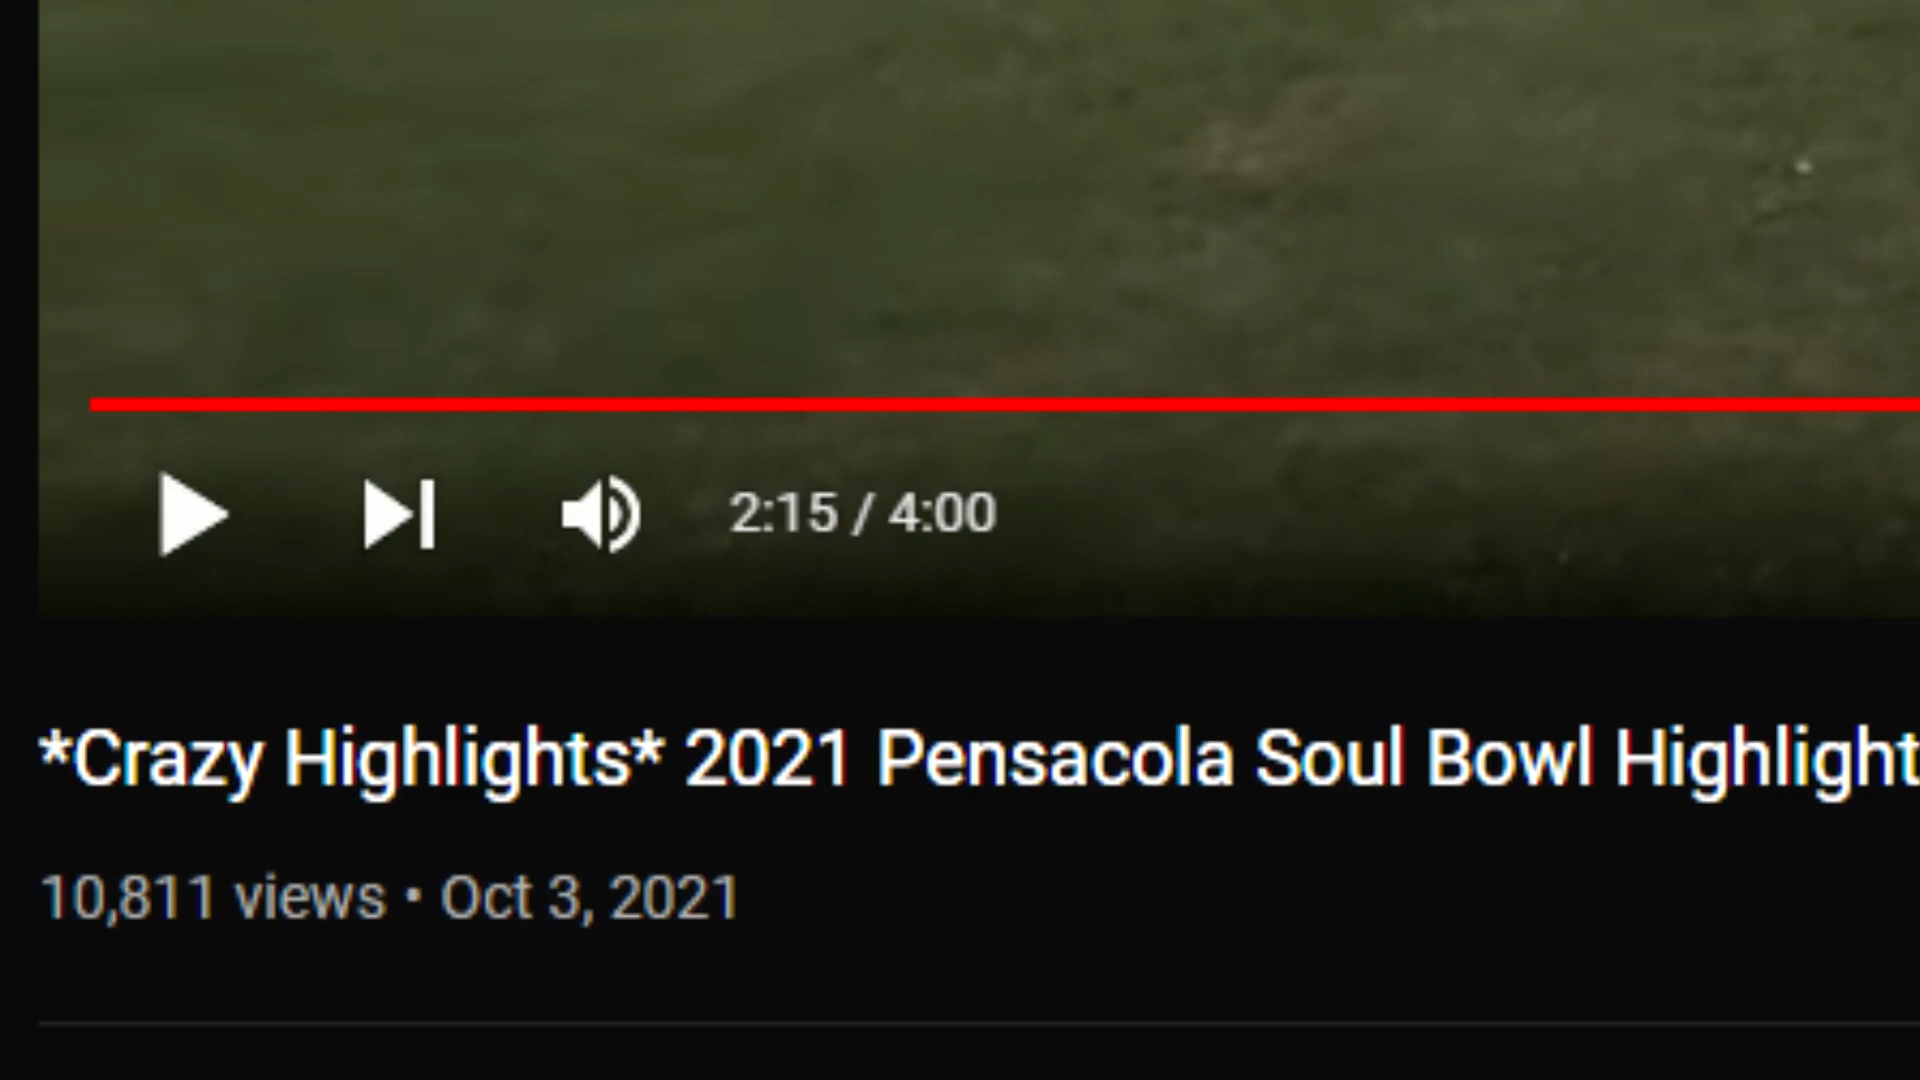 2:15 / 4:00
*Crazy Highlights* 2021 Pensacola Soul Bowl Highlight
10,811 views • Oct 3, 2021